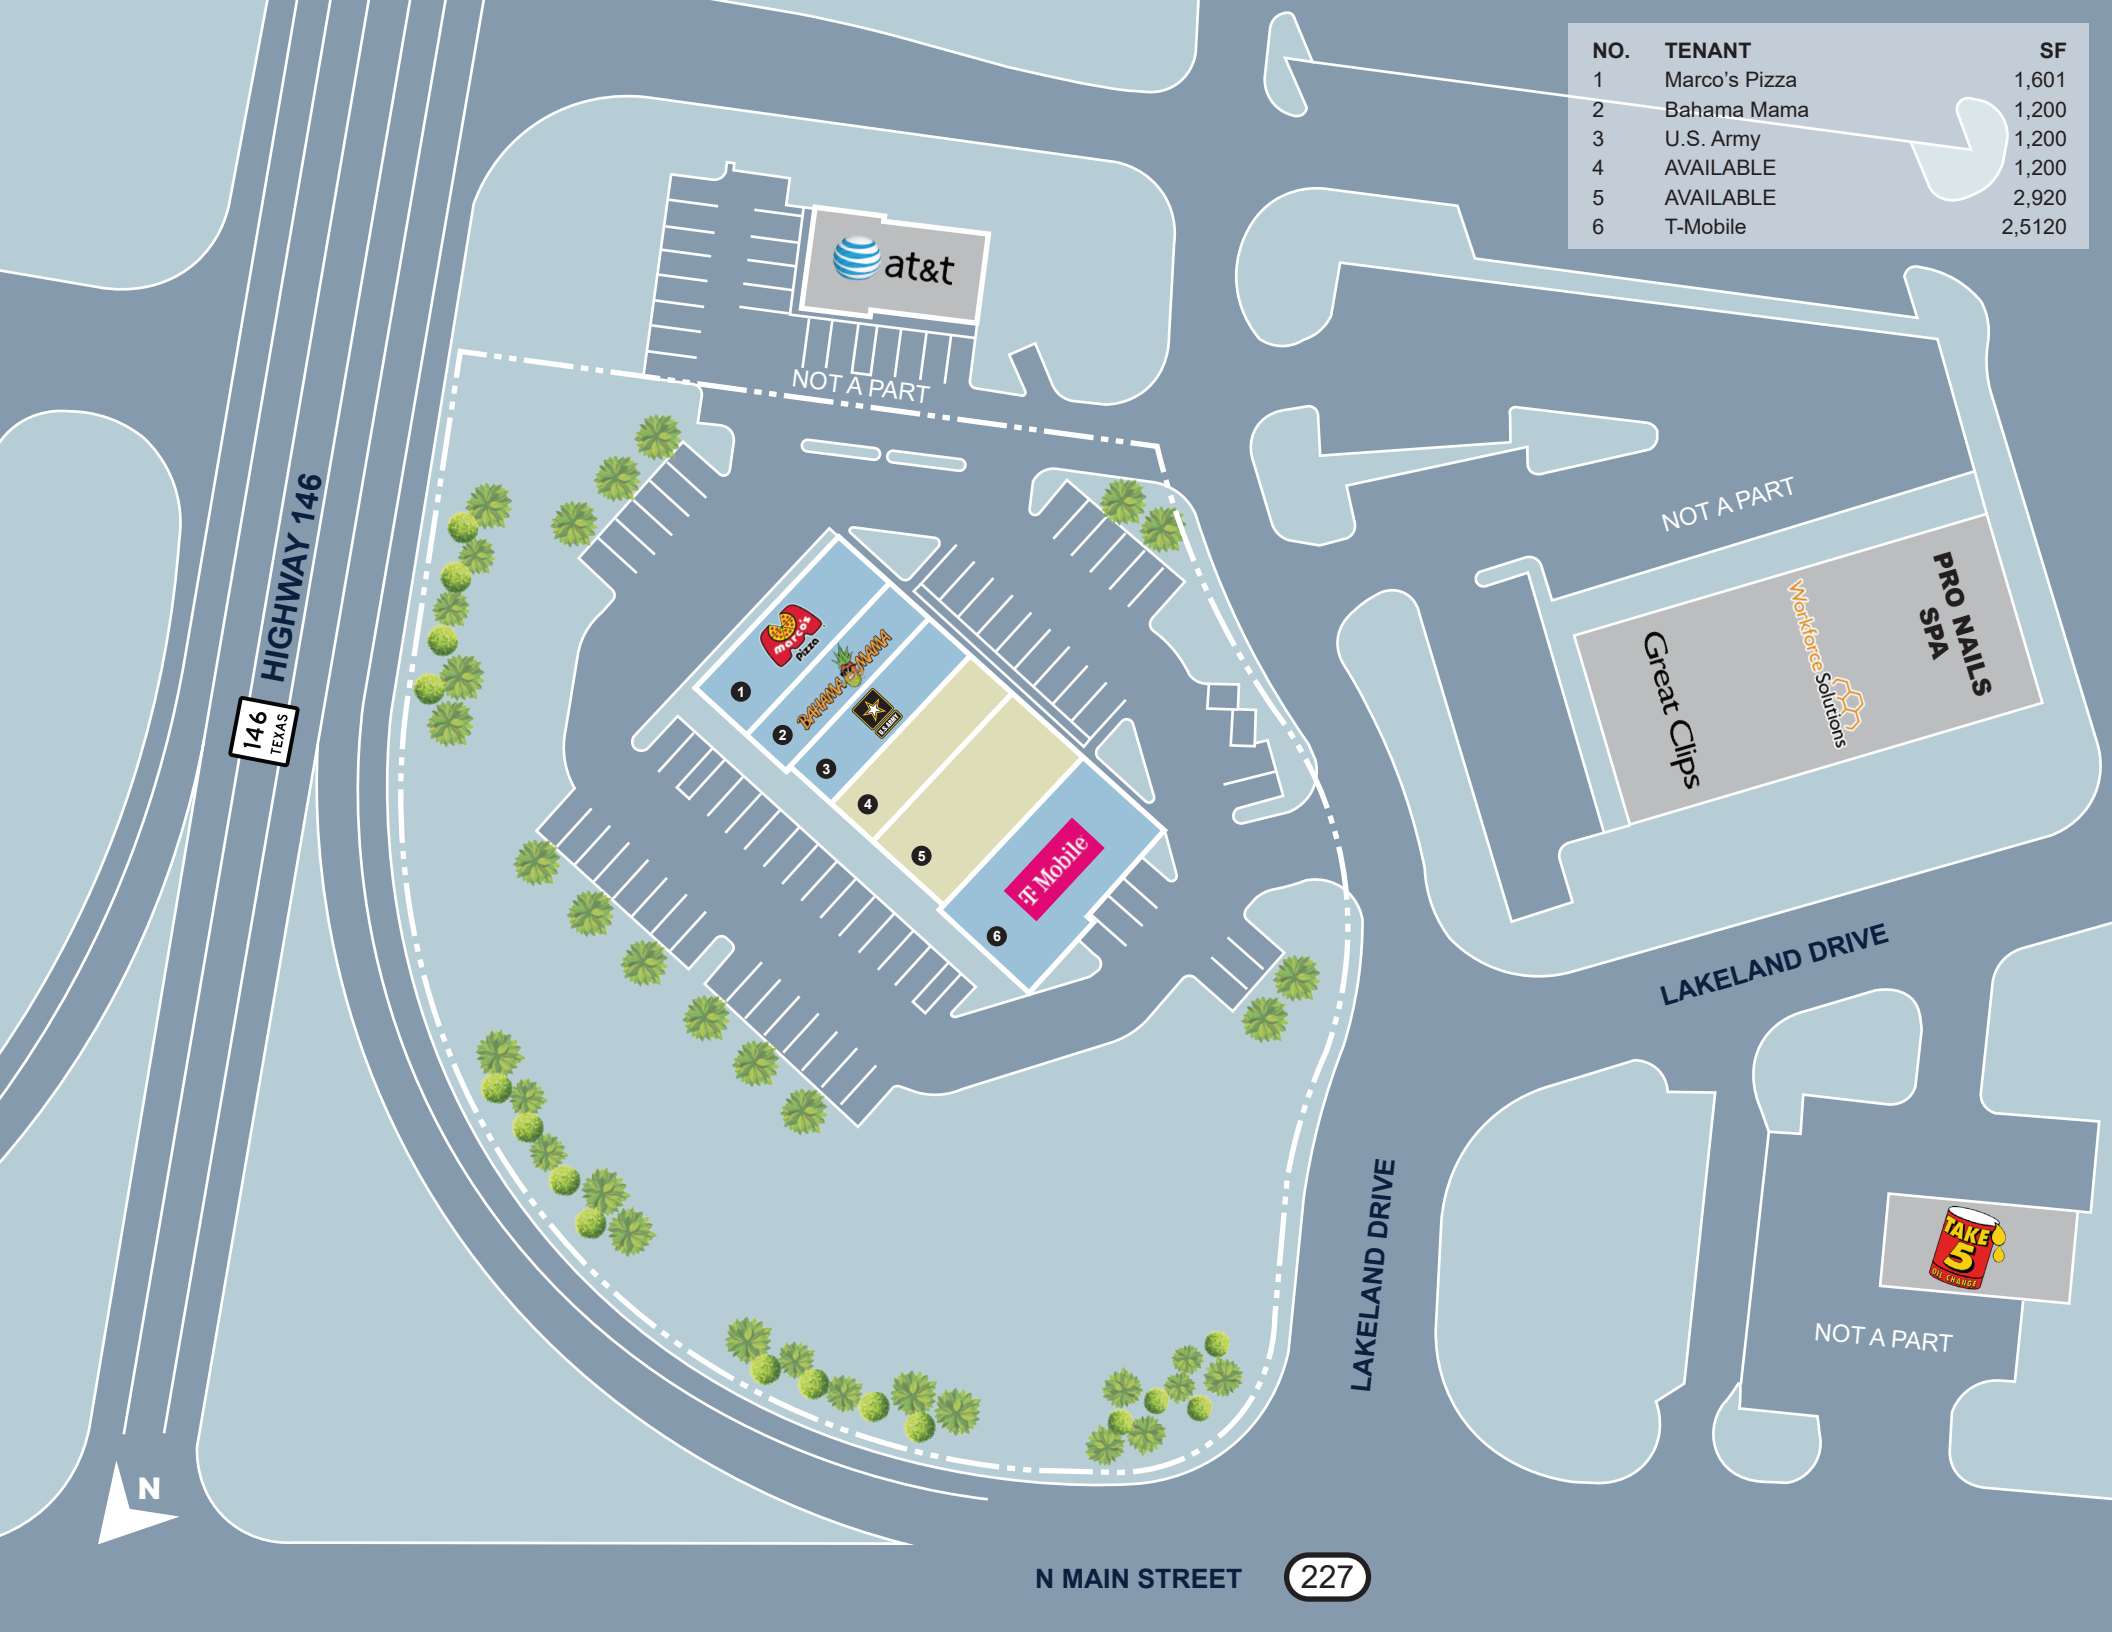 NO. TENANT SF
1 Marco's Pizza 1,601
2 Bahama Mama 1,200
3 U.S. Army 1,200
4 AVAILABLE 1,200
5 AVAILABLE 2,920
6 T-Mobile 2,5120
at&t
NOT A PART
HIGHWAY 146
146
TEXAS
NOT A PART
PRO NAILS
SPA
Workforce Solutions
Great Clips
marco's
Pizza
1
BAHAMA MAMA
2
U.S.ARMY
3
4
5
T Mobile
6
LAKELAND DRIVE
LAKELAND DRIVE
TAKE
5
OIL CHANGE
NOT A PART
N
N MAIN STREET
227